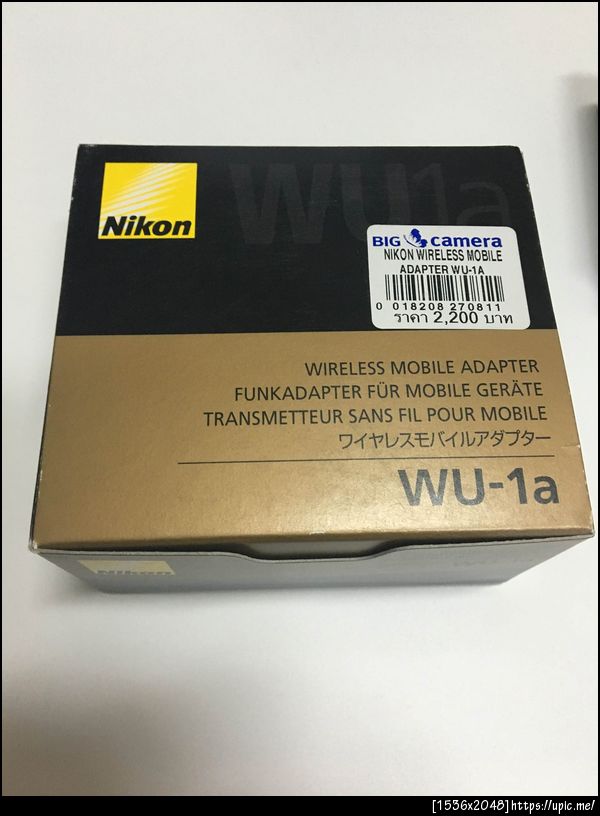 WU1a
Nikon
BIG camera
NIKON WIRELESS MOBILE
ADAPTER WU-1A
0 018208 270811
ราคา 2,200 บาท
WIRELESS MOBILE ADAPTER
FUNKADAPTER FÜR MOBILE GERÄTE
TRANSMETTEUR SANS FIL POUR MOBILE
ワイヤレスモバイルアダプター
WU-1a
Nikon
[1536x2048]https://upic.me/